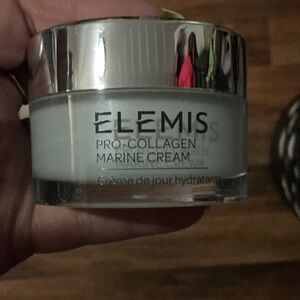 ELEMIS
PRO-COLLAGEN
MARINE CREAM
Crème de jour hydratante